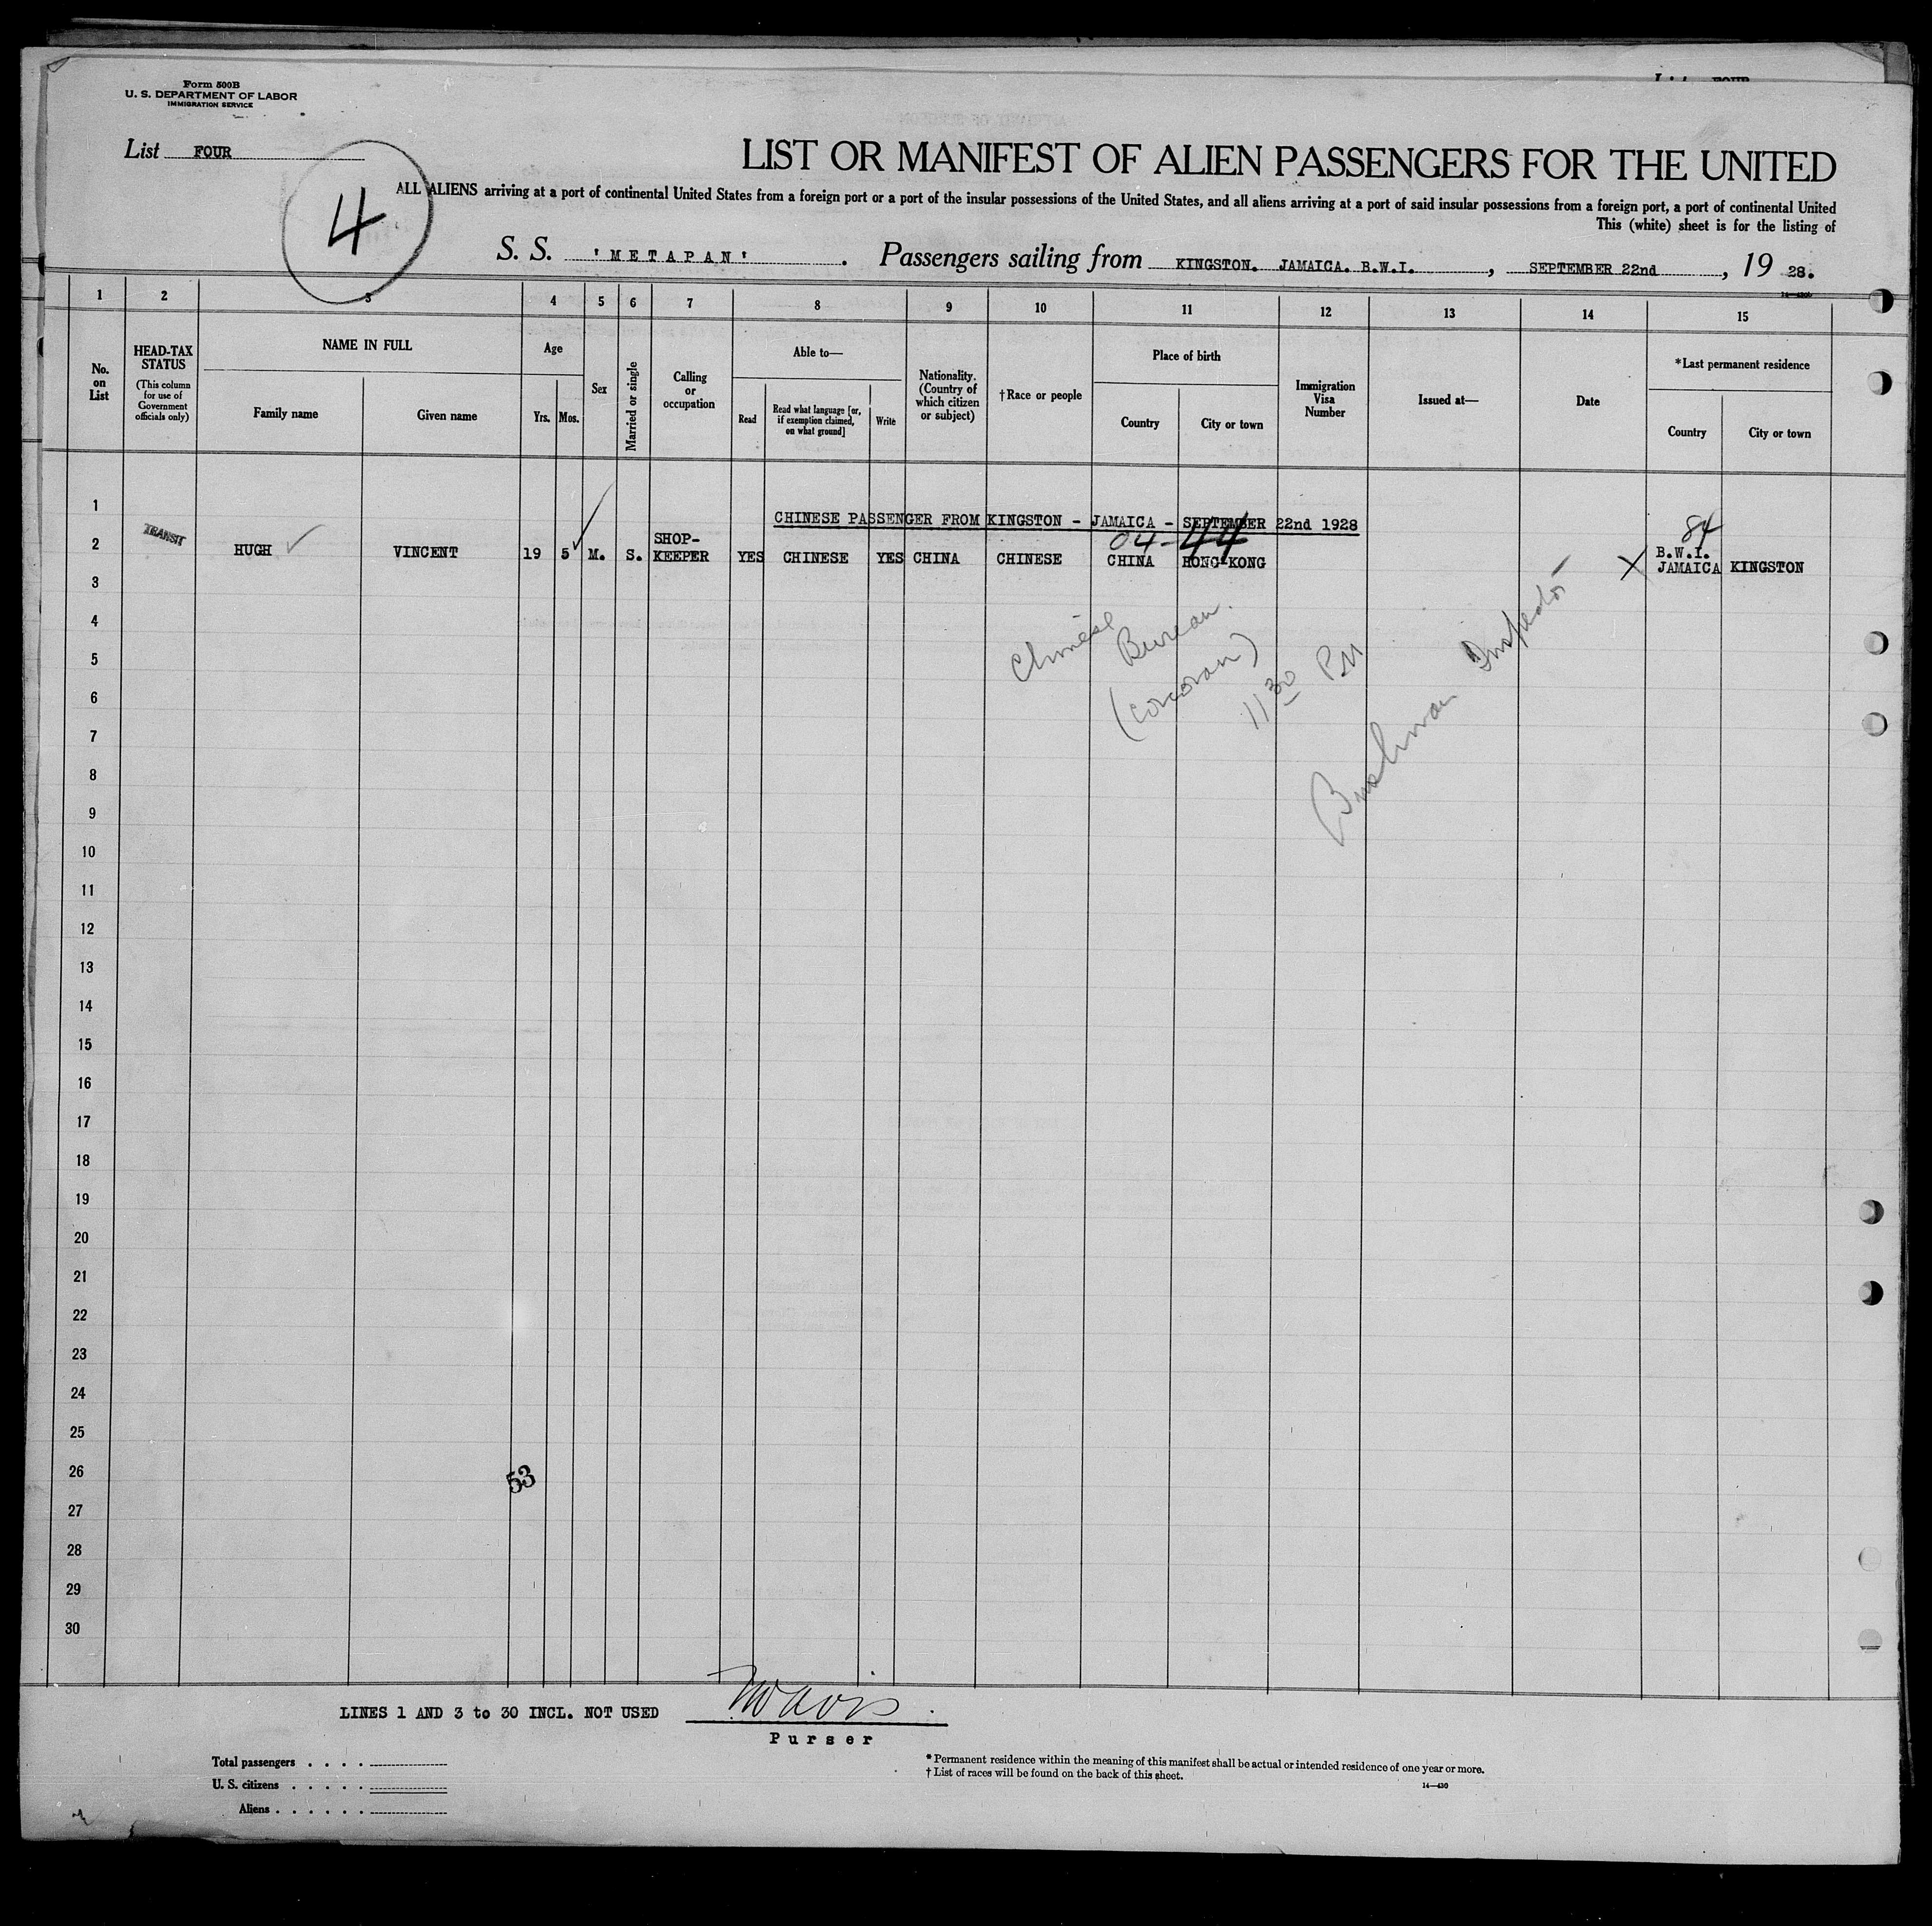 Form 500B
U. S. DEPARTMENT OF LABOR
IMMIGRATION SERVICE
List FOUR
4
LIST OR MANIFEST OF ALIEN PASSENGERS FOR THE UNITED
ALL ALIENS arriving at a port of continental United States from a foreign port or a port of the insular possessions of the United States, and all aliens arriving at a port of said insular possessions from a foreign port, a port of continental United
This (white) sheet is for the listing of
S. S. 'METAPAN'. Passengers sailing from KINGSTON. JAMAICA. B.W.I., SEPTEMBER 22nd, 19 28.
1 2 3 4 5 6 7 8 9 10 11 12 13 14 15
No. on List
HEAD-TAX STATUS
(This column for use of Government officials only)
NAME IN FULL
Family name
Given name
Age
Yrs.
Mos.
Sex
Married or single
Calling or occupation
Able to—
Read
Read what language [or, if exemption claimed, on what ground]
Write
Nationality. (Country of which citizen or subject)
†Race or people
Place of birth
Country
City or town
Immigration Visa Number
Issued at—
Date
*Last permanent residence
Country
City or town
1
CHINESE PASSENGER FROM KINGSTON - JAMAICA - SEPTEMBER 22nd 1928
04-44
84
2 TRANSIT HUGH VINCENT 19 5 M. S. SHOP-KEEPER YES CHINESE YES CHINA CHINESE CHINA HONG-KONG X B.W.I. JAMAICA KINGSTON
3
4
5
6
7
8
9
10
11
12
13
14
15
16
17
18
19
20
21
22
23
24
25
26
27
28
29
30
Chinese Bureau.
(Corcoran)
11 30 PM
Bushman Inspector
53
LINES 1 AND 3 to 30 INCL. NOT USED
Purser
Total passengers
U. S. citizens
Aliens
* Permanent residence within the meaning of this manifest shall be actual or intended residence of one year or more.
† List of races will be found on the back of this sheet.
14—430